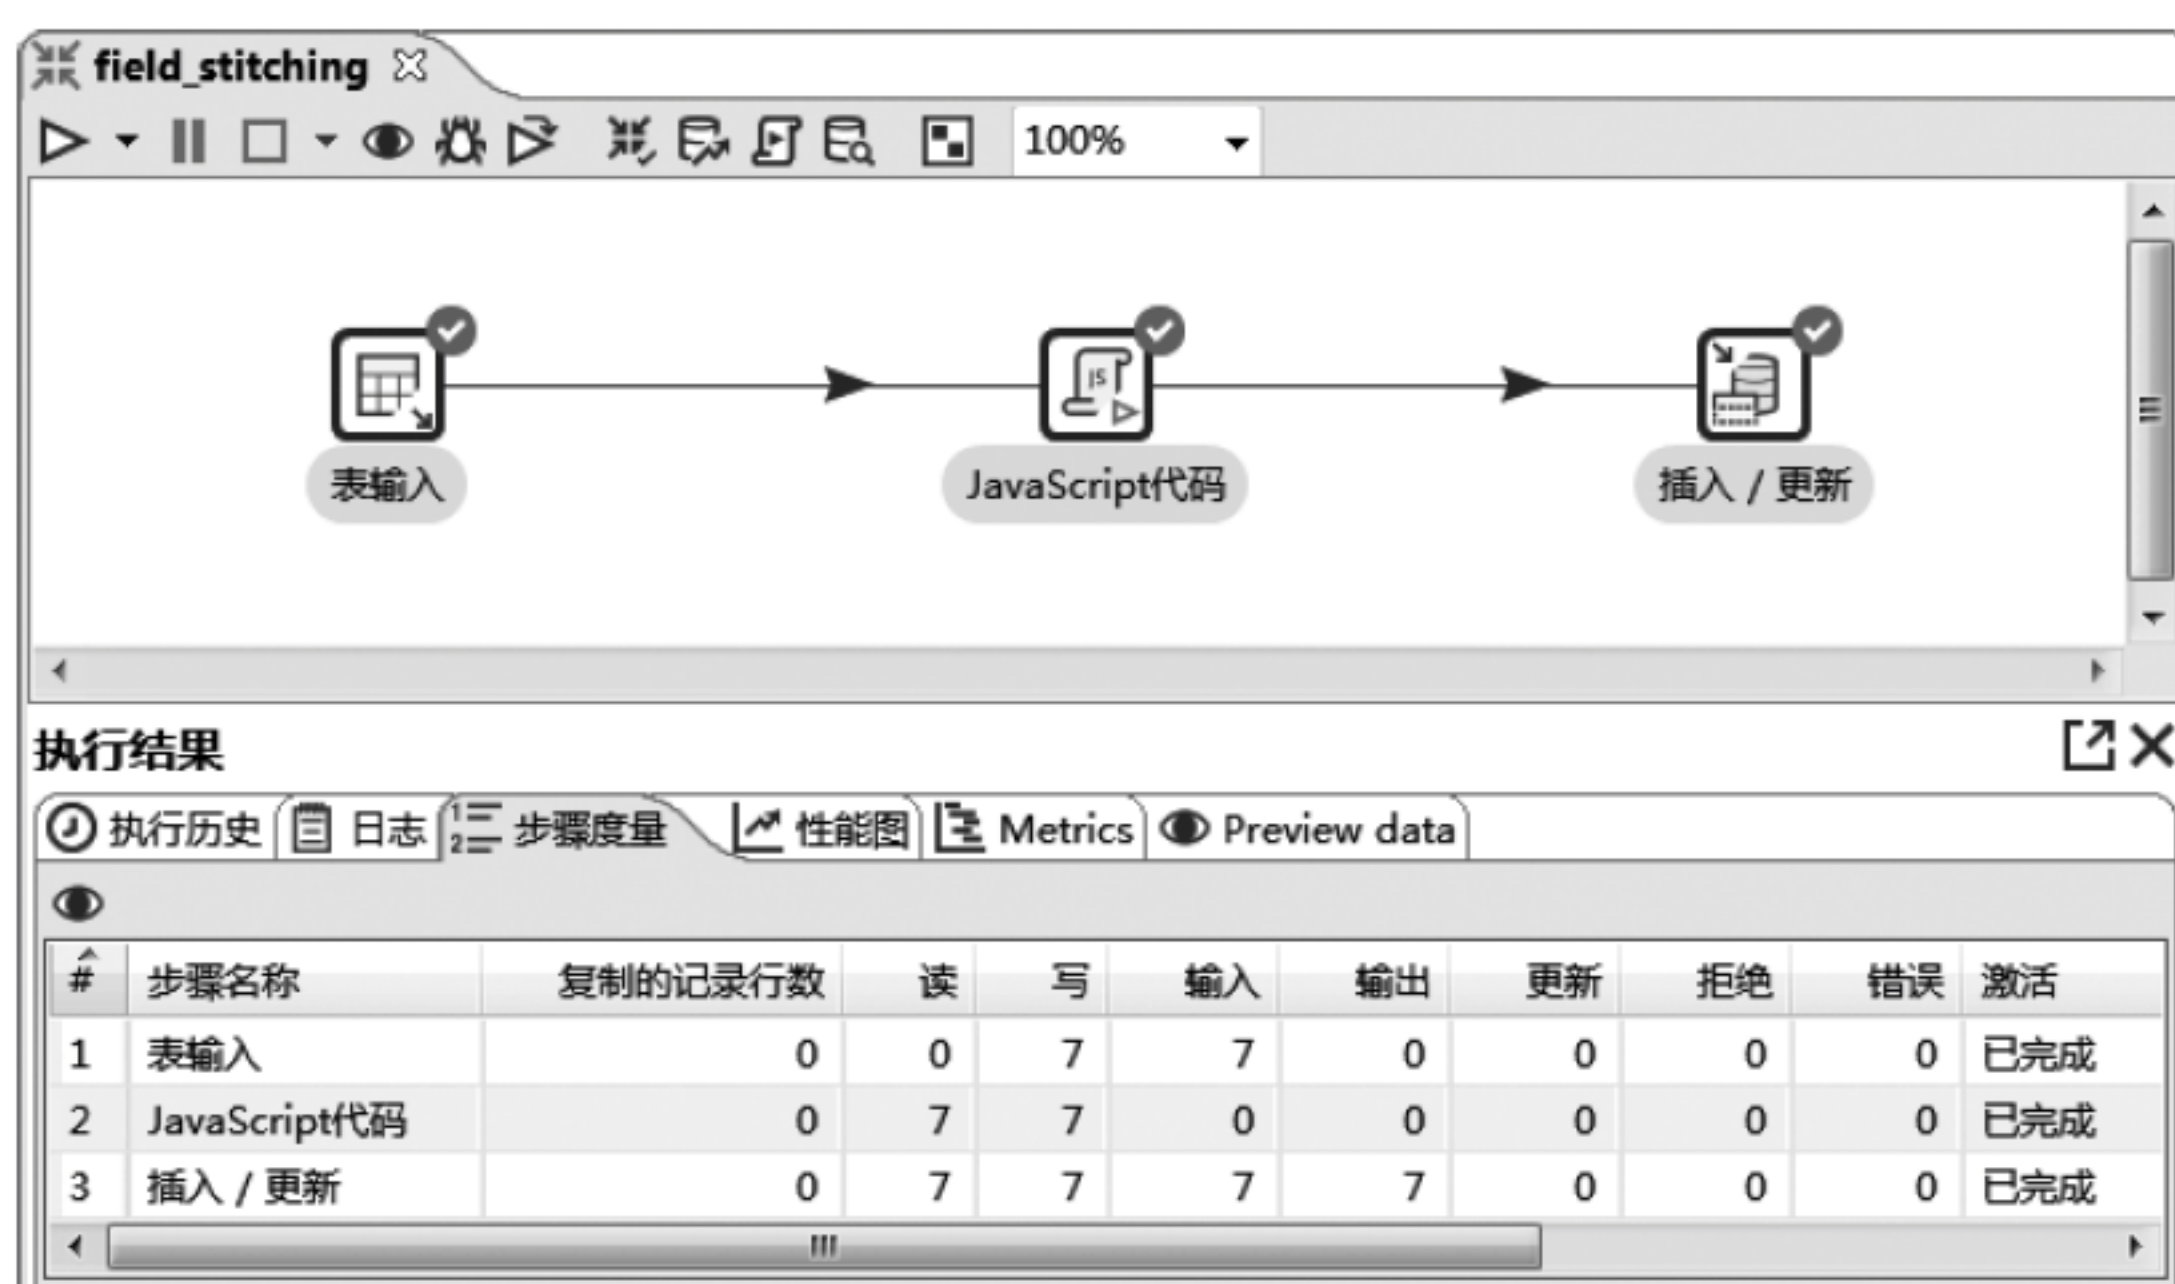 field_stitching
100%
表输入 JavaScript代码 插入 / 更新
执行结果
执行历史 日志 步骤度量 性能图 Metrics Preview data
# 步骤名称 复制的记录行数 读 写 输入 输出 更新 拒绝 错误 激活
1 表输入 0 0 7 7 0 0 0 0 已完成
2 JavaScript代码 0 7 7 0 0 0 0 0 已完成
3 插入 / 更新 0 7 7 7 7 0 0 0 已完成